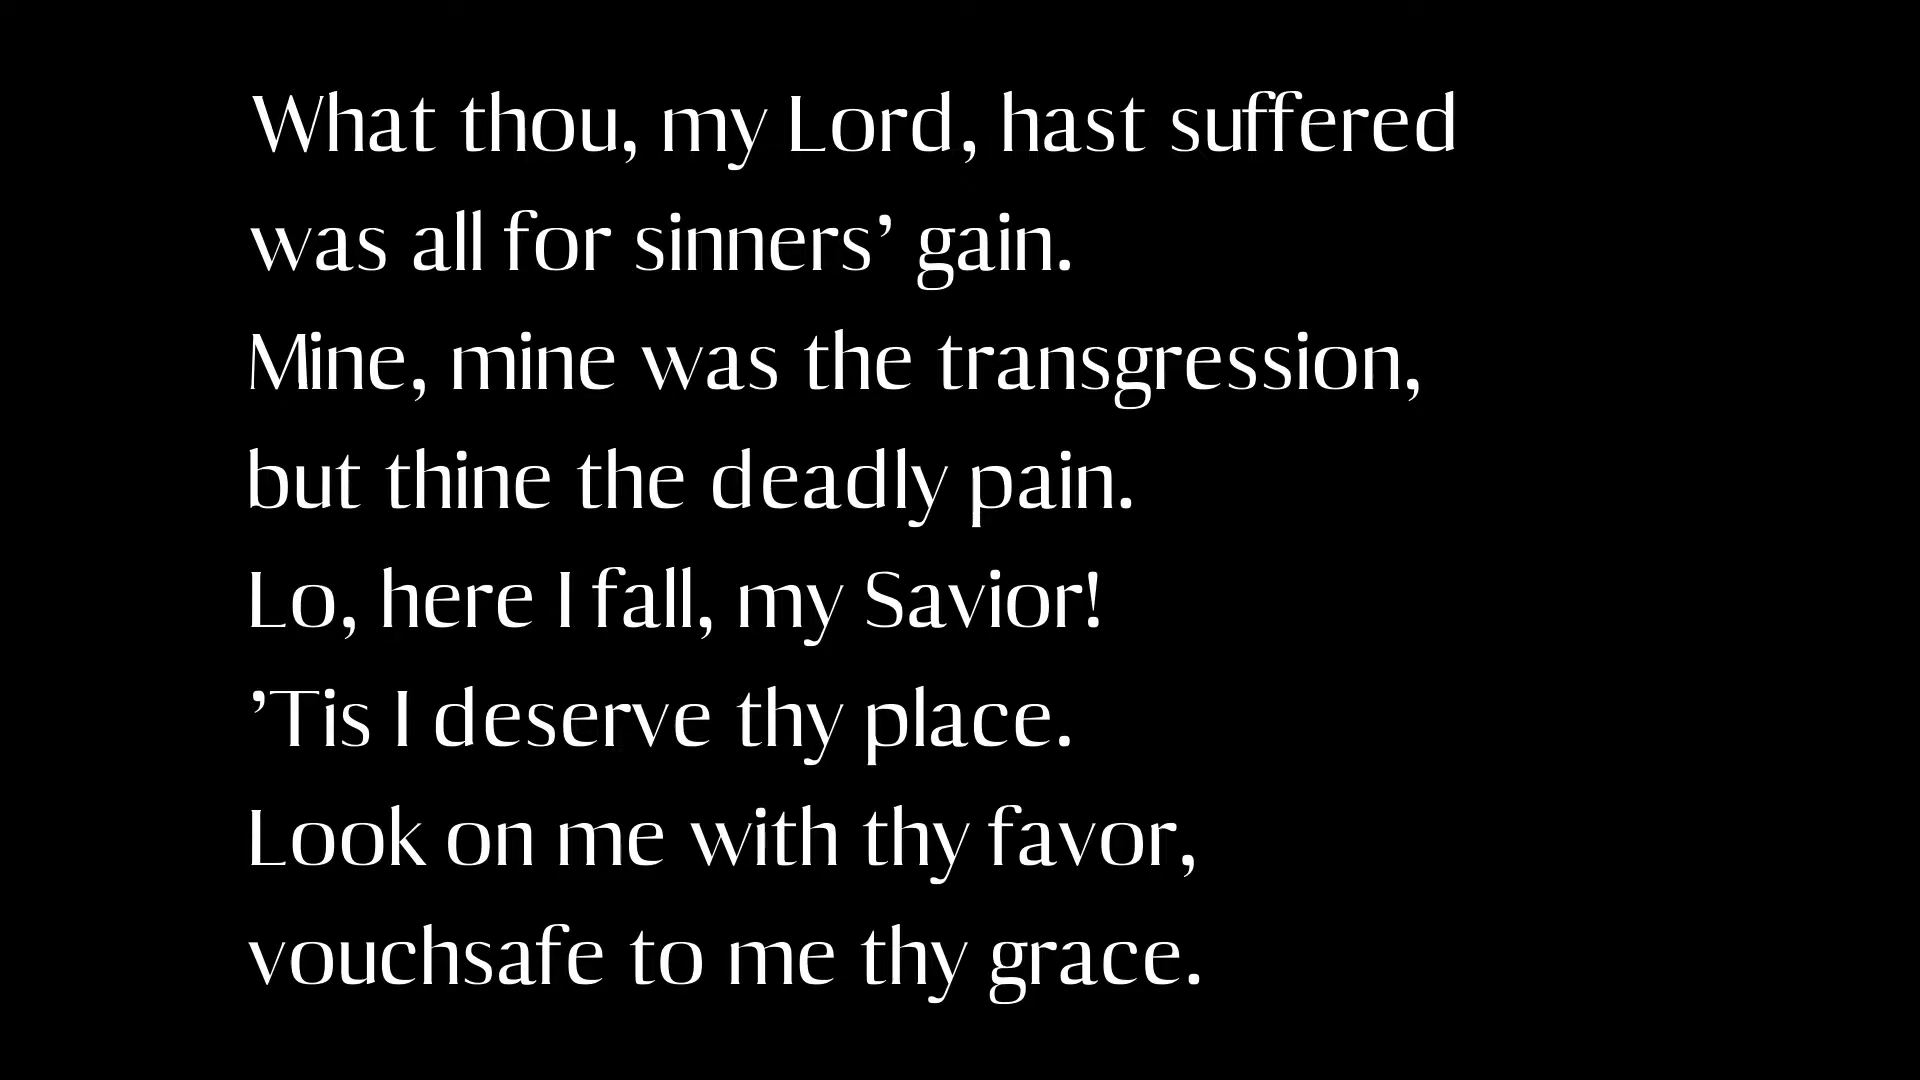 What thou, my Lord, hast suffered
was all for sinners’ gain.
Mine, mine was the transgression,
but thine the deadly pain.
Lo, here I fall, my Savior!
’Tis I deserve thy place.
Look on me with thy favor,
vouchsafe to me thy grace.